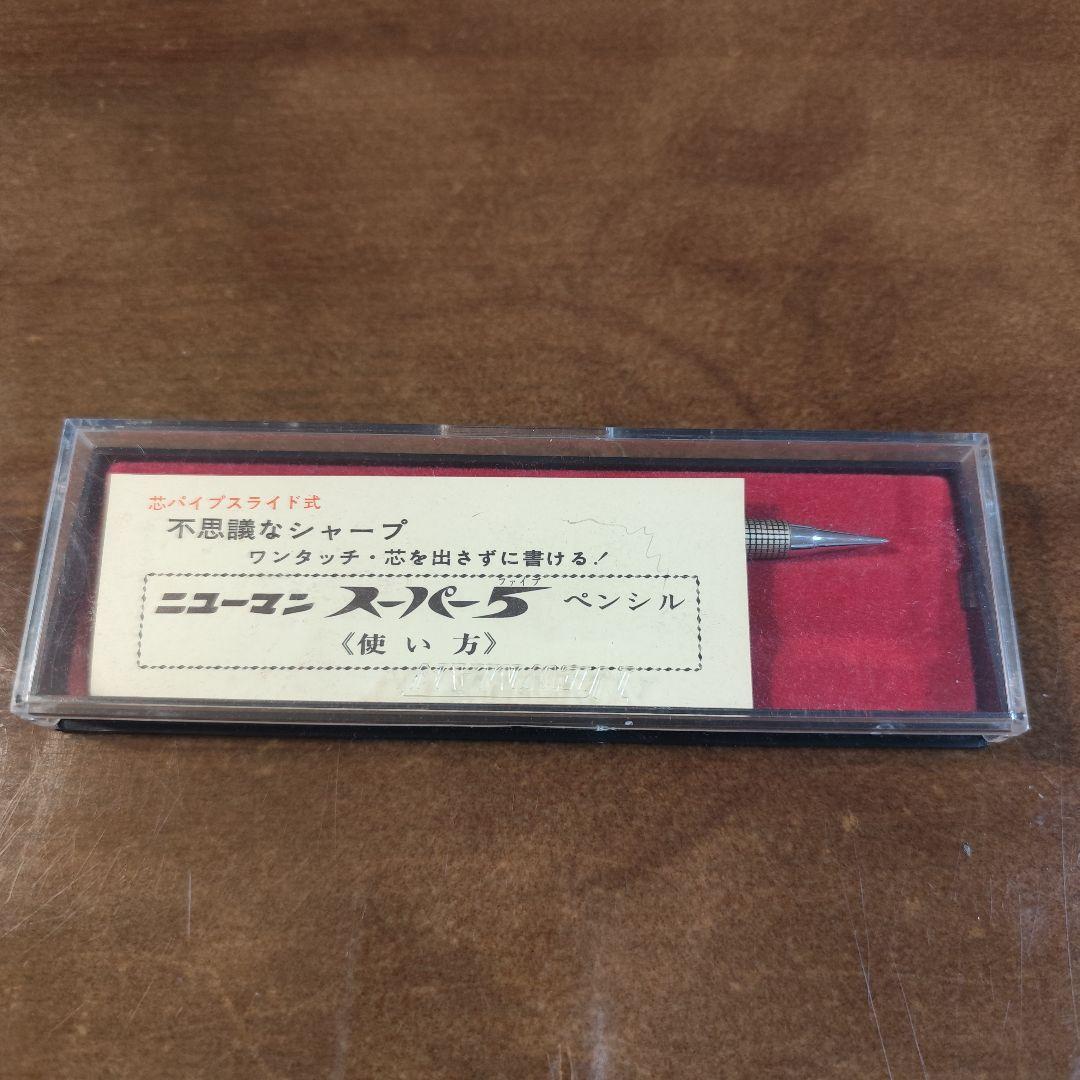 芯パイプスライド式
不思議なシャープ
ワンタッチ・芯を出さずに書ける!
ニューマン スーパー5 ペンシル
ファイブ
《使い方》